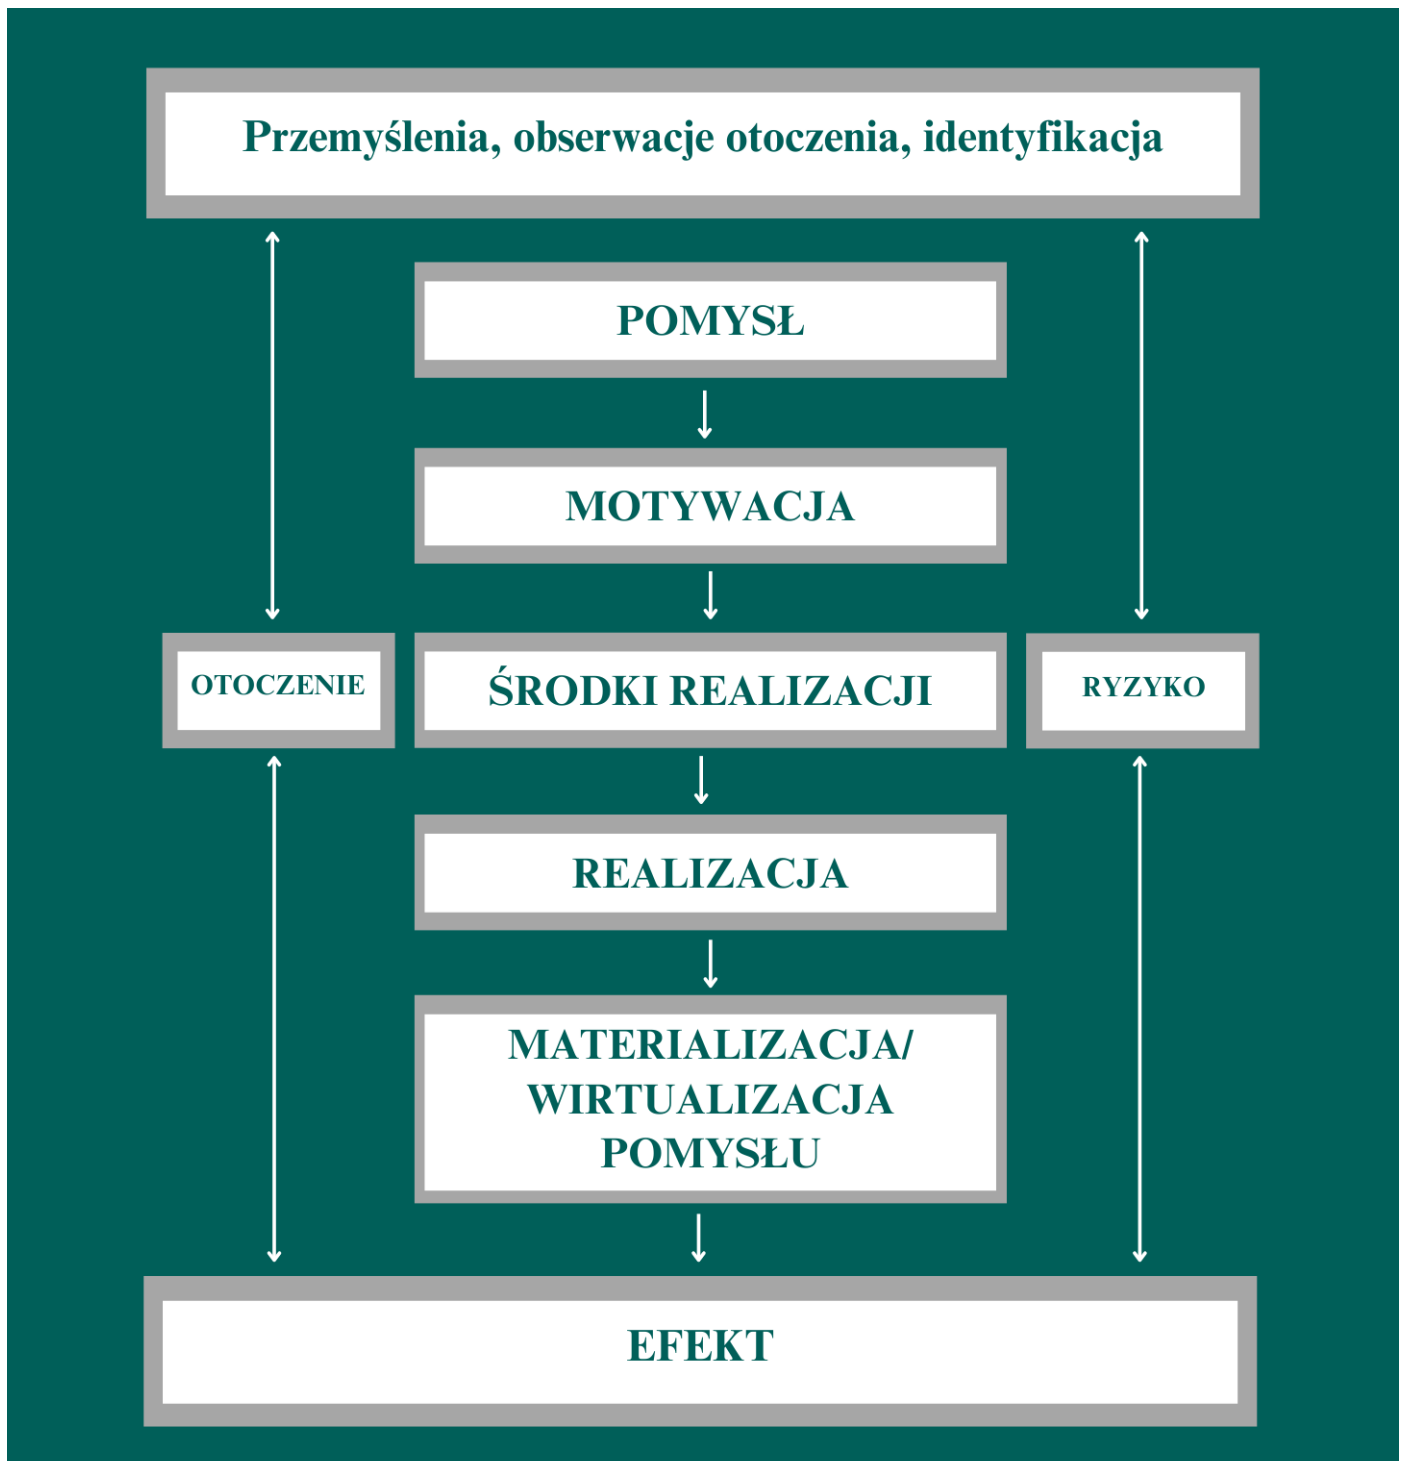 Przemyślenia, obserwacje otoczenia, identyfikacja
POMYSŁ
MOTYWACJA
OTOCZENIE
ŚRODKI REALIZACJI
RYZYKO
REALIZACJA
MATERIALIZACJA/
WIRTUALIZACJA
POMYSŁU
EFEKT